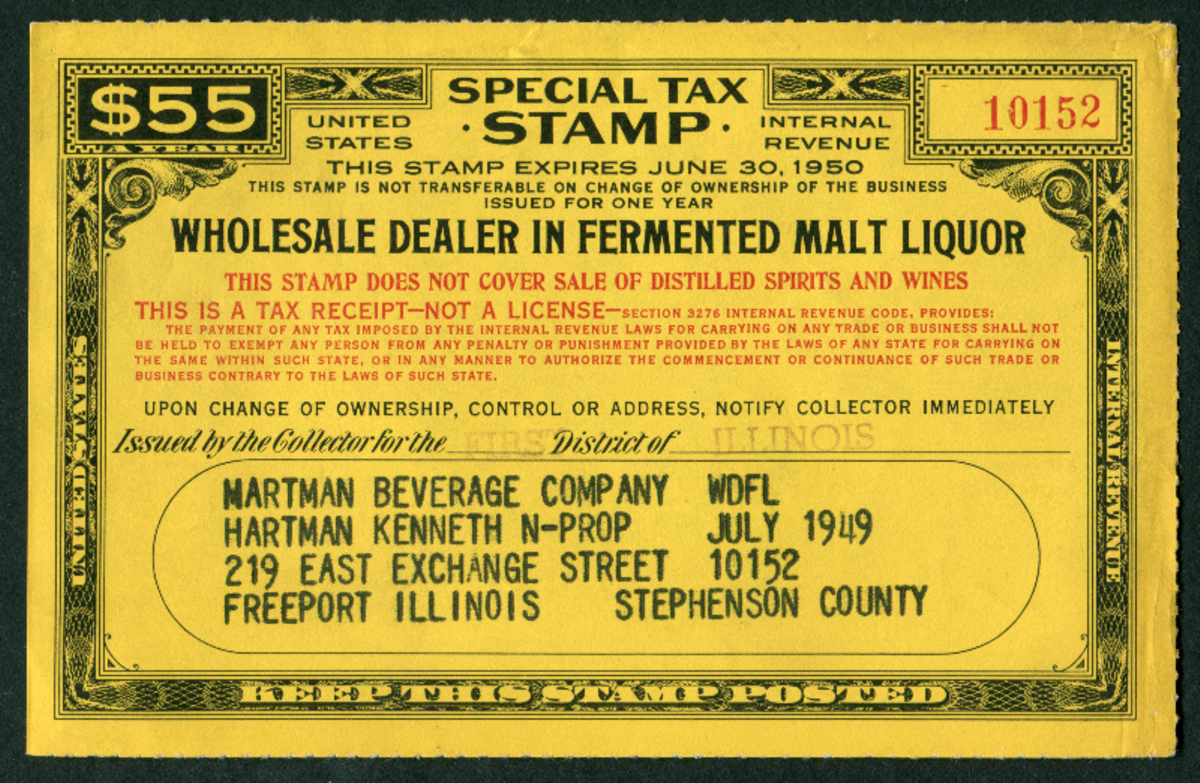 $55
A YEAR
UNITED STATES
SPECIAL TAX
· STAMP ·
INTERNAL REVENUE
10152
THIS STAMP EXPIRES JUNE 30, 1950
THIS STAMP IS NOT TRANSFERABLE ON CHANGE OF OWNERSHIP OF THE BUSINESS
ISSUED FOR ONE YEAR
WHOLESALE DEALER IN FERMENTED MALT LIQUOR
THIS STAMP DOES NOT COVER SALE OF DISTILLED SPIRITS AND WINES
THIS IS A TAX RECEIPT—NOT A LICENSE—SECTION 3276 INTERNAL REVENUE CODE, PROVIDES:
THE PAYMENT OF ANY TAX IMPOSED BY THE INTERNAL REVENUE LAWS FOR CARRYING ON ANY TRADE OR BUSINESS SHALL NOT
BE HELD TO EXEMPT ANY PERSON FROM ANY PENALTY OR PUNISHMENT PROVIDED BY THE LAWS OF ANY STATE FOR CARRYING ON
THE SAME WITHIN SUCH STATE, OR IN ANY MANNER TO AUTHORIZE THE COMMENCEMENT OR CONTINUANCE OF SUCH TRADE OR
BUSINESS CONTRARY TO THE LAWS OF SUCH STATE.
UPON CHANGE OF OWNERSHIP, CONTROL OR ADDRESS, NOTIFY COLLECTOR IMMEDIATELY
Issued by the Collector for the FIRST District of ILLINOIS
MARTMAN BEVERAGE COMPANY WDFL
HARTMAN KENNETH N-PROP JULY 1949
219 EAST EXCHANGE STREET 10152
FREEPORT ILLINOIS STEPHENSON COUNTY
UNITED STATES
INTERNAL REVENUE
KEEP THIS STAMP POSTED